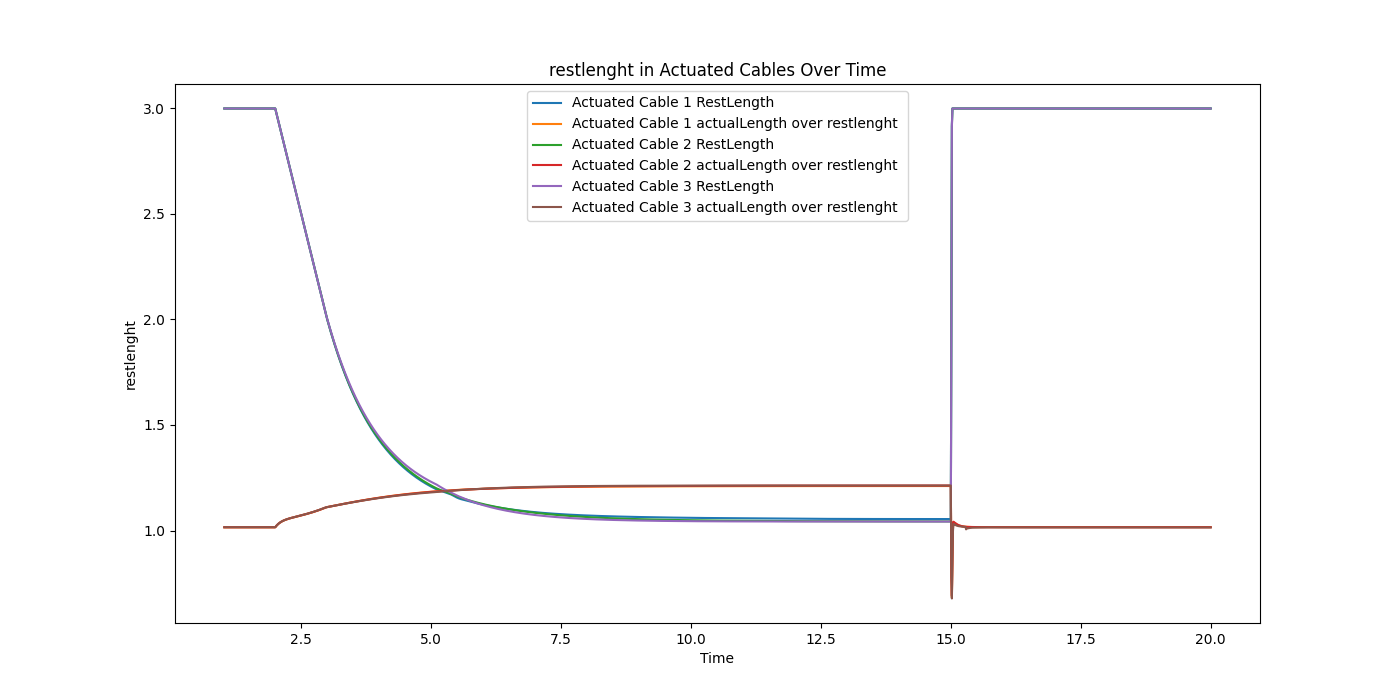 restlenght in Actuated Cables Over Time
Actuated Cable 1 RestLength
Actuated Cable 1 actualLength over restlenght
Actuated Cable 2 RestLength
Actuated Cable 2 actualLength over restlenght
Actuated Cable 3 RestLength
Actuated Cable 3 actualLength over restlenght
restlenght
3.0
2.5
2.0
1.5
1.0
2.5 5.0 7.5 10.0 12.5 15.0 17.5 20.0
Time